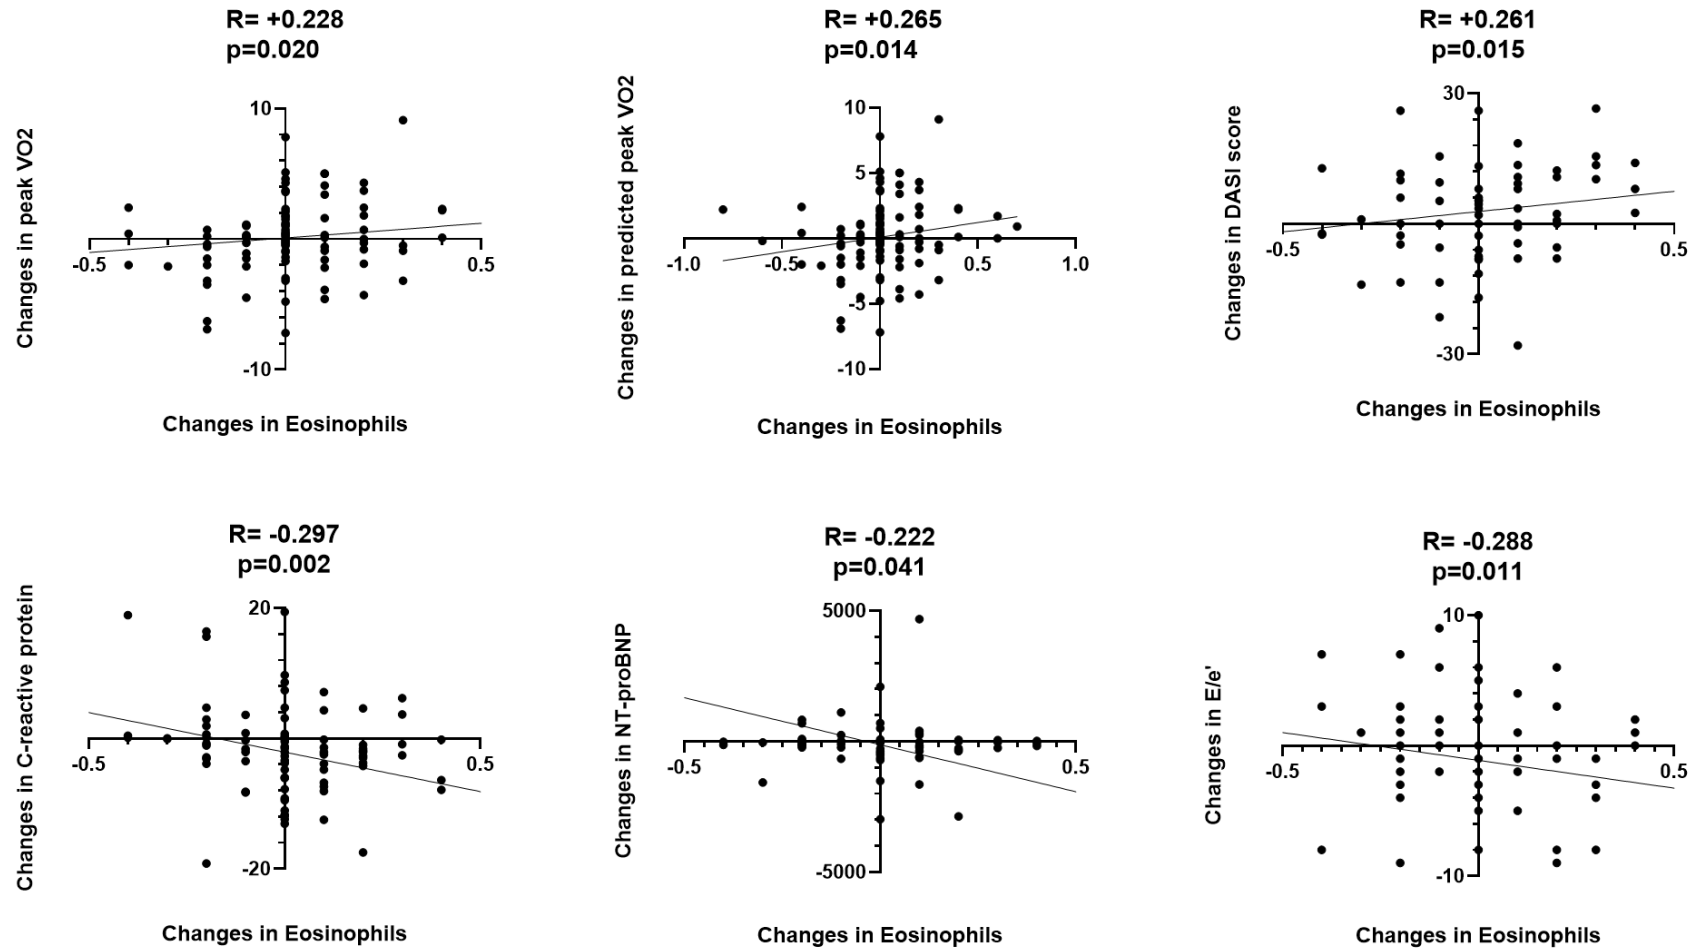 R= +0.228
p=0.020
Changes in peak VO2
10
-0.5
0.5
-10
Changes in Eosinophils
R= +0.265
p=0.014
Changes in predicted peak VO2
10
5
-1.0
-0.5
0.5
1.0
-5
-10
Changes in Eosinophils
R= +0.261
p=0.015
Changes in DASI score
30
-0.5
0.5
-30
Changes in Eosinophils
R= -0.297
p=0.002
Changes in C-reactive protein
20
-0.5
0.5
-20
Changes in Eosinophils
R= -0.222
p=0.041
Changes in NT-proBNP
5000
-0.5
0.5
-5000
Changes in Eosinophils
R= -0.288
p=0.011
Changes in E/e'
10
-0.5
0.5
-10
Changes in Eosinophils